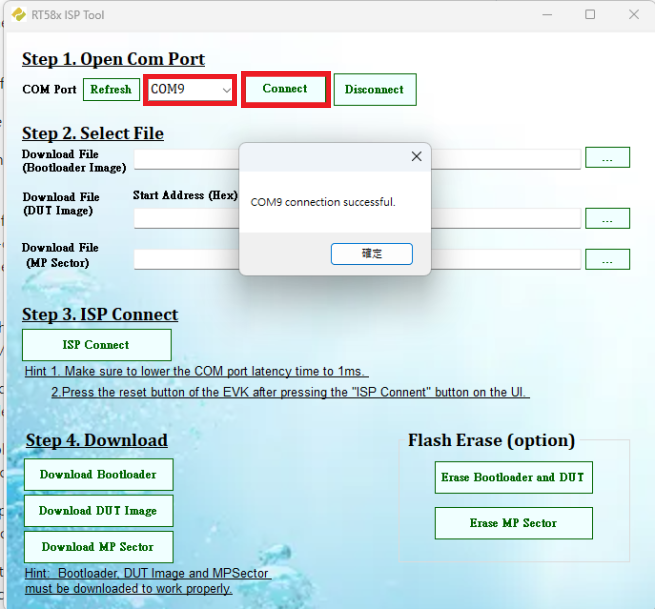 RT58x ISP Tool
Step 1. Open Com Port
COM Port Refresh COM9 Connect Disconnect
Step 2. Select File
Download File
(Bootloader Image)
...
Download File
(DUT Image)
Start Address (Hex)
...
Download File
(MP Sector)
...
COM9 connection successful.
確定
Step 3. ISP Connect
ISP Connect
Hint 1. Make sure to lower the COM port latency time to 1ms.
2.Press the reset button of the EVK after pressing the "ISP Connent" button on the UI.
Step 4. Download
Download Bootloader
Download DUT Image
Download MP Sector
Hint: Bootloader, DUT Image and MPSector
must be downloaded to work properly.
Flash Erase (option)
Erase Bootloader and DUT
Erase MP Sector